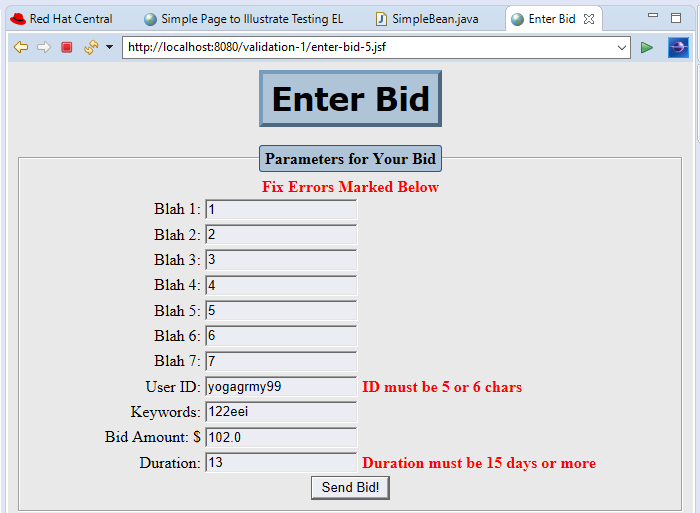 Red Hat Central Simple Page to Illustrate Testing EL SimpleBean.java Enter Bid
http://localhost:8080/validation-1/enter-bid-5.jsf
Enter Bid
Parameters for Your Bid
Fix Errors Marked Below
Blah 1: 1
Blah 2: 2
Blah 3: 3
Blah 4: 4
Blah 5: 5
Blah 6: 6
Blah 7: 7
User ID: yogagrmy99 ID must be 5 or 6 chars
Keywords: 122eei
Bid Amount: $ 102.0
Duration: 13 Duration must be 15 days or more
Send Bid!